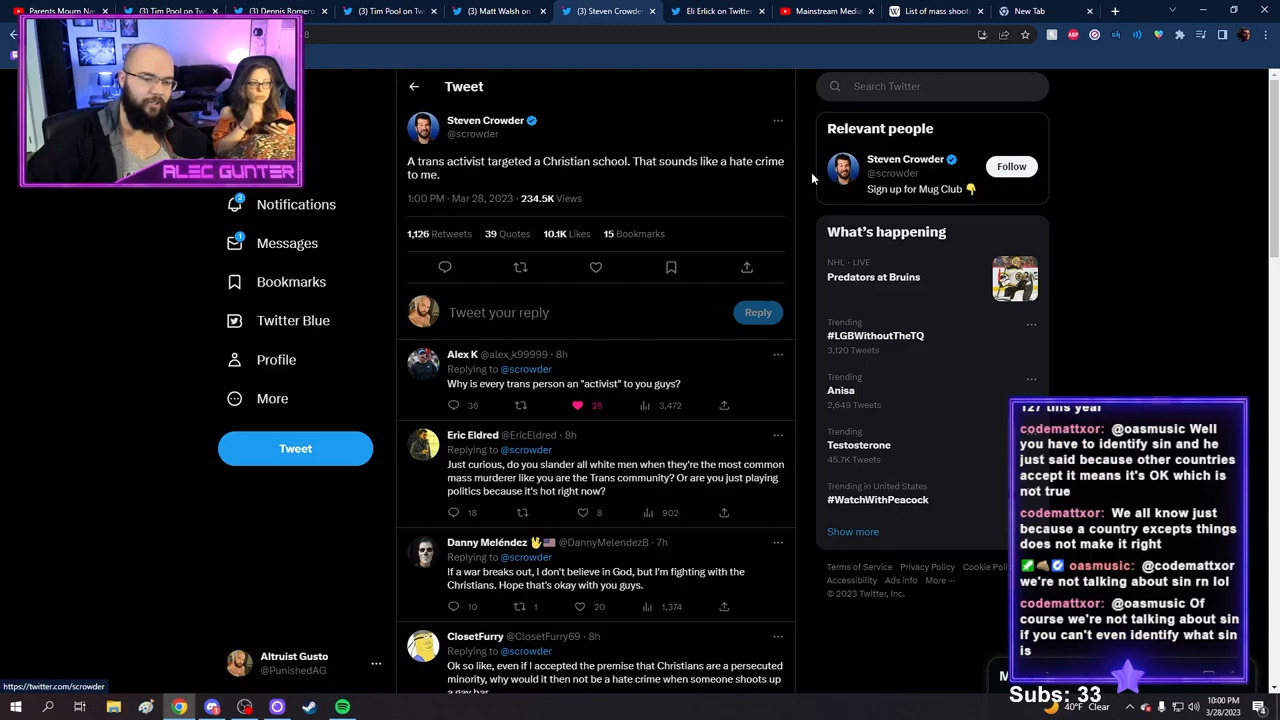 Parents Mourn Na
(3) Tim Pool on Tw
(3) Dennis Romero
(3) Tim Pool on Tw
(3) Matt Walsh on
(3) Steven Crowde
Eli Erlick on Twitt
Mainstream Media
List of mass shooti
New Tab
ALEC GUNTER
Notifications
2
Messages
1
Bookmarks
Twitter Blue
Profile
More
Tweet
Altruist Gusto
@PunishedAG
https://twitter.com/scrowder
Tweet
Steven Crowder
@scrowder
A trans activist targeted a Christian school. That sounds like a hate crime
to me.
1:00 PM · Mar 28, 2023 · 234.5K Views
1,126 Retweets 39 Quotes 10.1K Likes 15 Bookmarks
Tweet your reply
Reply
Alex K @alex_k99999 · 8h
Replying to @scrowder
Why is every trans person an "activist" to you guys?
36 25 3,472
Eric Eldred @EricEldred · 8h
Replying to @scrowder
Just curious, do you slander all white men when they're the most common
mass murderer like you are the Trans community? Or are you just playing
politics because it's hot right now?
18 8 902
Danny Meléndez 🖖🇺🇸 @DannyMelendezB · 7h
Replying to @scrowder
If a war breaks out, I don't believe in God, but I'm fighting with the
Christians. Hope that's okay with you guys.
10 1 20 1,374
ClosetFurry @ClosetFurry69 · 8h
Replying to @scrowder
Ok so like, even if I accepted the premise that Christians are a persecuted
minority, why would it then not be a hate crime when someone shoots up
a gay bar
Search Twitter
Relevant people
Steven Crowder
@scrowder
Follow
Sign up for Mug Club 👇
What's happening
NHL · LIVE
Predators at Bruins
Trending
#LGBWithoutTheTQ
3,120 Tweets
Trending
Anisa
2,649 Tweets
Trending
Testosterone
45.7K Tweets
Trending in United States
#WatchWithPeacock
Show more
Terms of Service Privacy Policy Cookie Poli
Accessibility Ads info More ···
© 2023 Twitter, Inc.
127 this year
codemattxor: @oasmusic Well
you have to identify sin and he
just said because other countries
accept it means it's OK which is
not true
codemattxor: We all know just
because a country excepts things
does not make it right
oasmusic: @codemattxor
we're not talking about sin rn lol
codemattxor: @oasmusic Of
course we're not talking about sin
if you can't even identify what sin
is
Subs: 33
40°F Clear
10:00 PM
3/28/2023